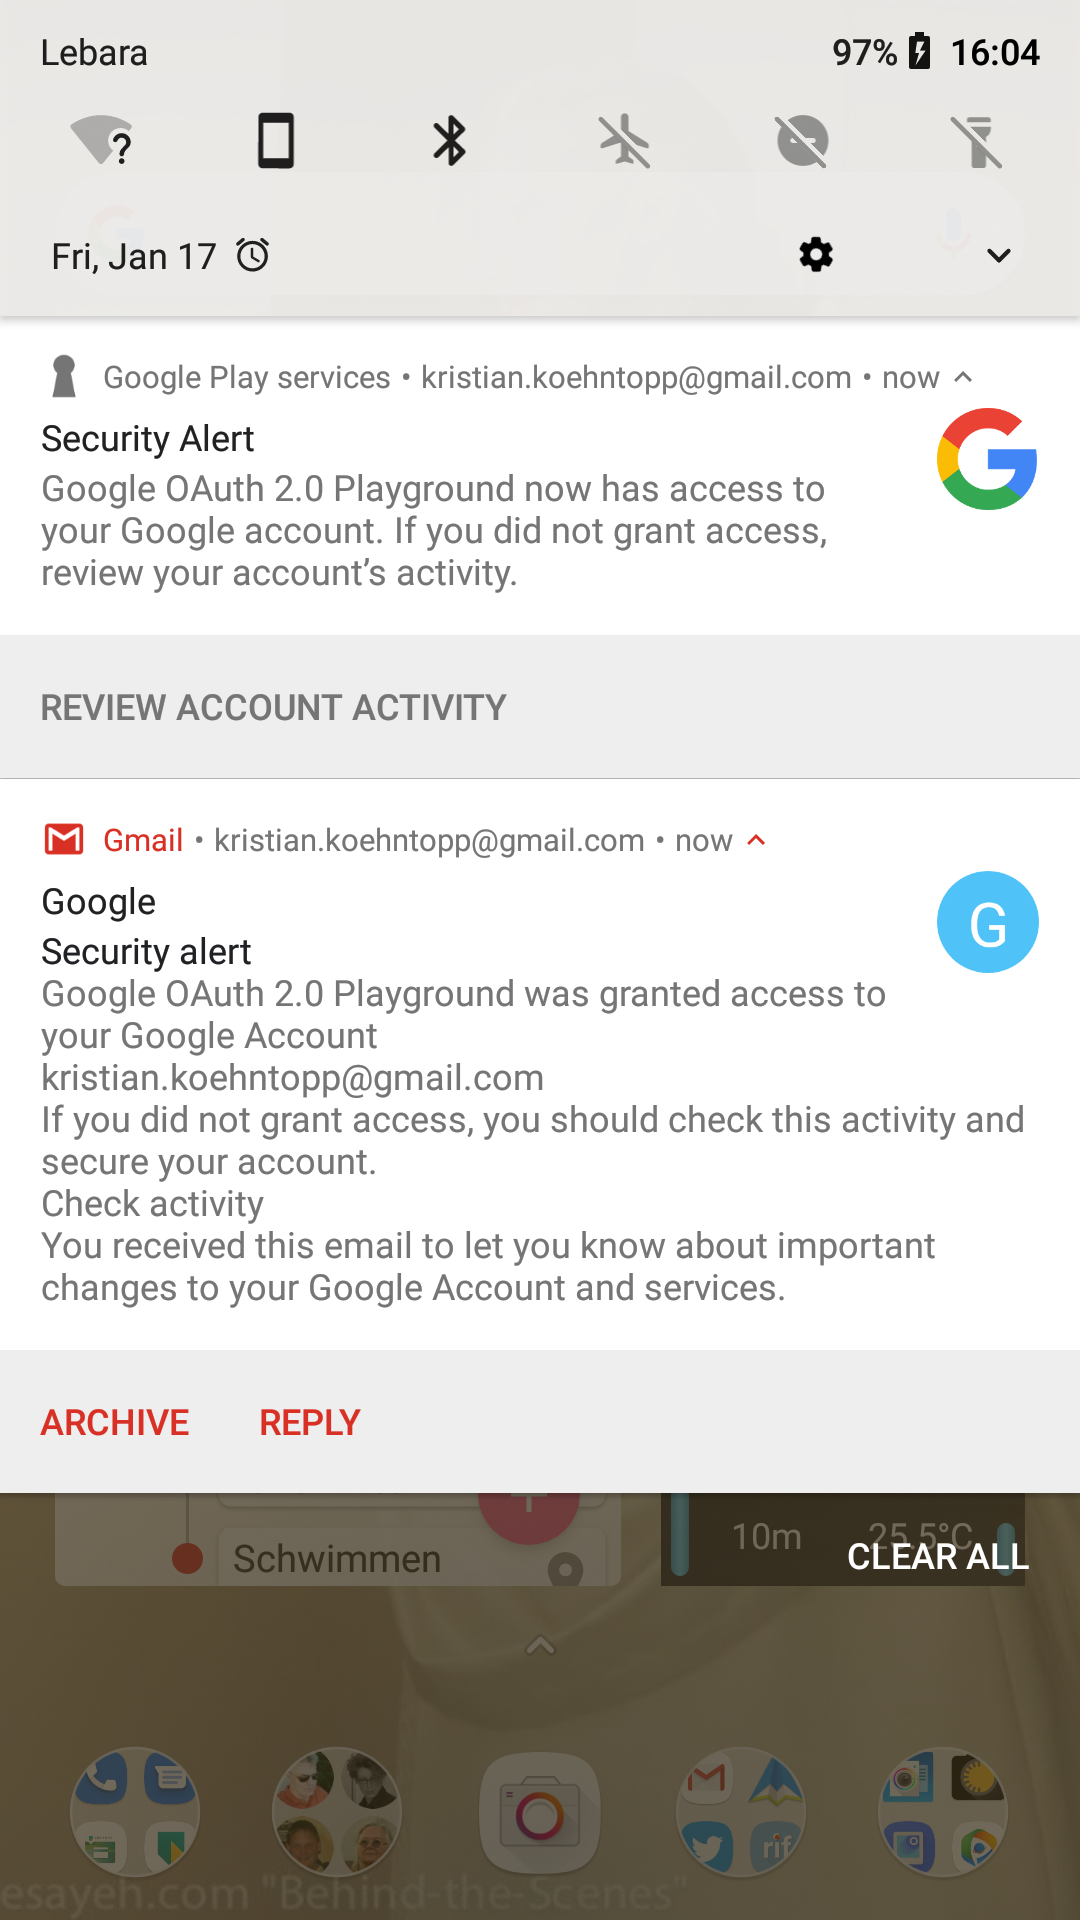 Lebara 97% 16:04
Fri, Jan 17
Google Play services • kristian.koehntopp@gmail.com • now
Security Alert
Google OAuth 2.0 Playground now has access to
your Google account. If you did not grant access,
review your account’s activity.
REVIEW ACCOUNT ACTIVITY
Gmail • kristian.koehntopp@gmail.com • now
Google
G
Security alert
Google OAuth 2.0 Playground was granted access to
your Google Account
kristian.koehntopp@gmail.com
If you did not grant access, you should check this activity and
secure your account.
Check activity
You received this email to let you know about important
changes to your Google Account and services.
ARCHIVE REPLY
10m 25.5°C
Schwimmen
CLEAR ALL
rif
esayeh.com "Behind-the-Scenes"